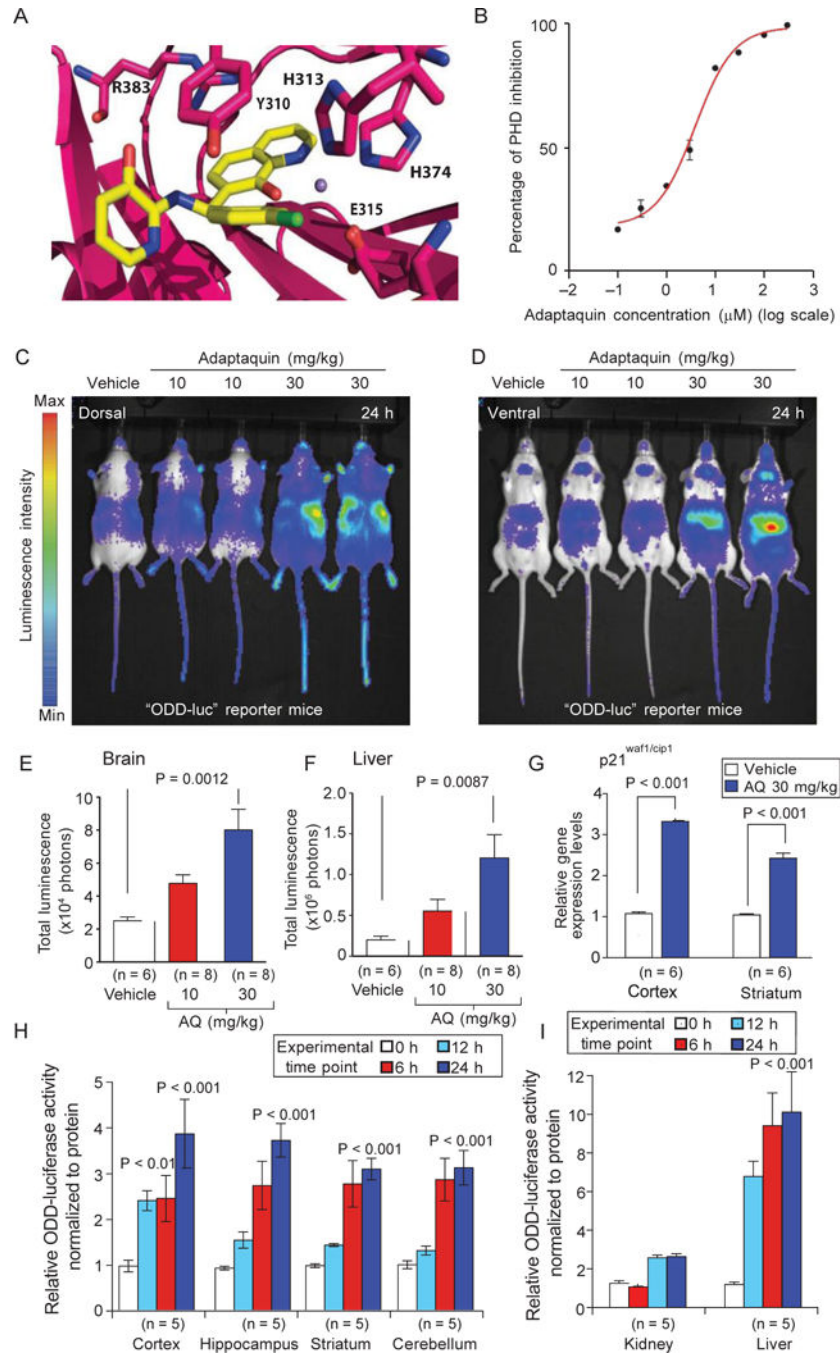 A
R383
Y310
H313
H374
E315
B
Percentage of PHD inhibition
100
50
0
–2 –1 0 1 2 3
Adaptaquin concentration (μM) (log scale)
C
Adaptaquin (mg/kg)
Vehicle 10 10 30 30
Max
Luminescence intensity
Min
Dorsal 24 h
"ODD-luc" reporter mice
D
Adaptaquin (mg/kg)
Vehicle 10 10 30 30
Ventral 24 h
"ODD-luc" reporter mice
E Brain
P = 0.0012
Total luminescence
(x10⁴ photons)
10
8
6
4
2
0
(n = 6) (n = 8) (n = 8)
Vehicle 10 30
AQ (mg/kg)
F Liver
P = 0.0087
Total luminescence
(x10⁶ photons)
2.0
1.5
1.0
0.5
0
(n = 6) (n = 8) (n = 8)
Vehicle 10 30
AQ (mg/kg)
G p21 waf1/cip1
Vehicle
AQ 30 mg/kg
P < 0.001
P < 0.001
Relative gene
expression levels
4
3
2
1
0
(n = 6) (n = 6)
Cortex Striatum
H
Experimental time point
0 h 12 h
6 h 24 h
Relative ODD-luciferase activity
normalized to protein
5
4
3
2
1
0
P < 0.01
P < 0.001
P < 0.001
P < 0.001
P < 0.001
(n = 5) (n = 5) (n = 5) (n = 5)
Cortex Hippocampus Striatum Cerebellum
I
Experimental time point
0 h 12 h
6 h 24 h
Relative ODD-luciferase activity
normalized to protein
12
10
8
6
4
2
0
P < 0.001
(n = 5) (n = 5)
Kidney Liver